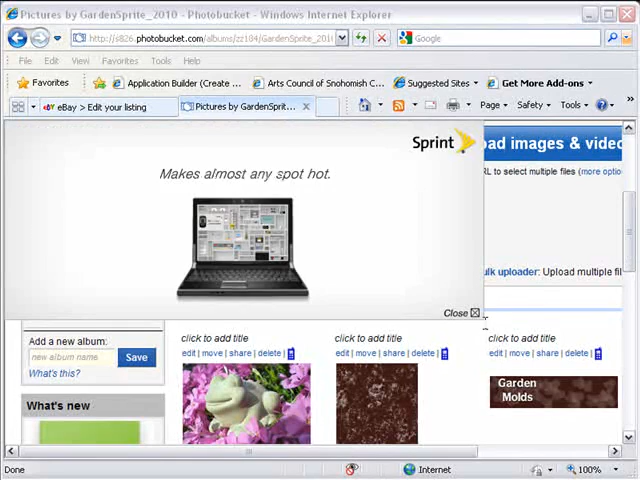 Pictures by GardenSprite_2010 - Photobucket - Windows Internet Explorer
http://s826.photobucket.com/albums/zz184/GardenSprite_2010
Google
File Edit View Favorites Tools Help
Favorites Application Builder (Create ... Arts Council of Snohomish C... Suggested Sites Get More Add-ons
eBay > Edit your listing Pictures by GardenSprite_2010... X
Page Safety Tools
Sprint
oad images & video
Makes almost any spot hot.
RL to select multiple files (more optio
ulk uploader: Upload multiple fil
Close X
Add a new album:
new album name Save
What's this?
What's new
click to add title click to add title click to add title
edit | move | share | delete | edit | move | share | delete | edit | move | share | delete |
Garden
Molds
Done Internet 100%